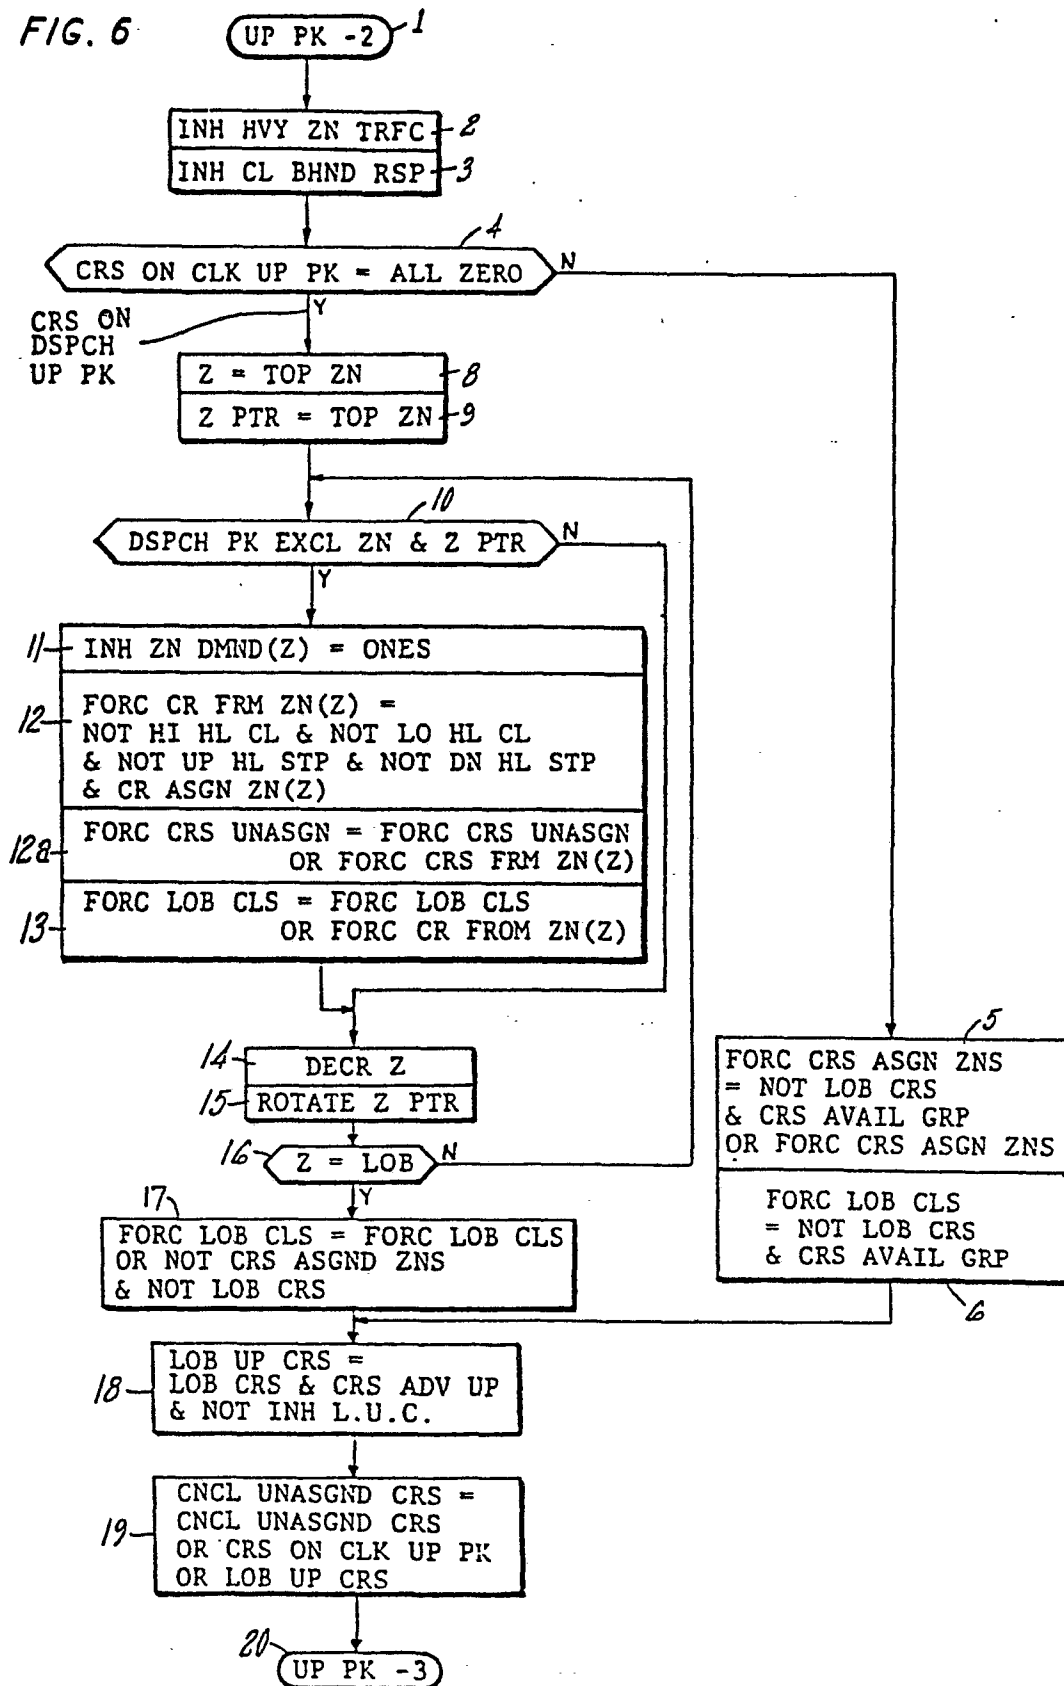 FIG. 6
UP PK -2
1
INH HVY ZN TRFC
2
INH CL BHND RSP
3
4
CRS ON CLK UP PK = ALL ZERO
N
Y
CRS ON
DSPCH
UP PK
Z = TOP ZN
8
Z PTR = TOP ZN
9
10
DSPCH PK EXCL ZN & Z PTR
N
Y
11
INH ZN DMND(Z) = ONES
12
FORC CR FRM ZN(Z) =
NOT HI HL CL & NOT LO HL CL
& NOT UP HL STP & NOT DN HL STP
& CR ASGN ZN(Z)
12a
FORC CRS UNASGN = FORC CRS UNASGN
OR FORC CRS FRM ZN(Z)
13
FORC LOB CLS = FORC LOB CLS
OR FORC CR FROM ZN(Z)
14
DECR Z
15
ROTATE Z PTR
16
Z = LOB
N
Y
17
FORC LOB CLS = FORC LOB CLS
OR NOT CRS ASGND ZNS
& NOT LOB CRS
5
FORC CRS ASGN ZNS
= NOT LOB CRS
& CRS AVAIL GRP
OR FORC CRS ASGN ZNS
FORC LOB CLS
= NOT LOB CRS
& CRS AVAIL GRP
6
18
LOB UP CRS =
LOB CRS & CRS ADV UP
& NOT INH L.U.C.
19
CNCL UNASGND CRS =
CNCL UNASGND CRS
OR CRS ON CLK UP PK
OR LOB UP CRS
20
UP PK -3